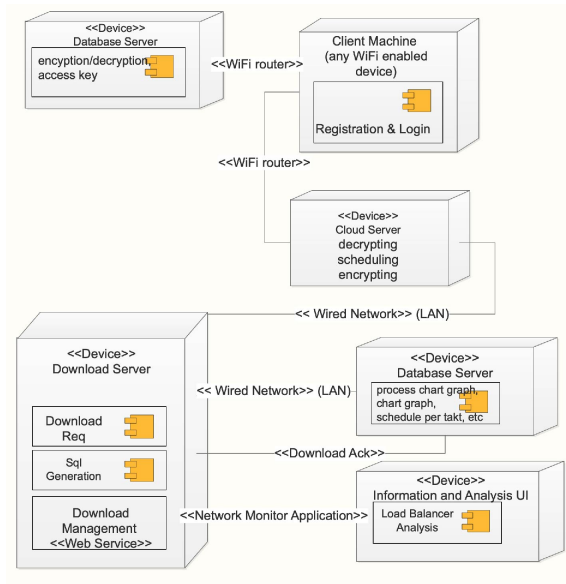 <<Device>>
Database Server
encyption/decryption,
access key
<<WiFi router>>
Client Machine
(any WiFi enabled
device)
Registration & Login
<<WiFi router>>
<<Device>>
Cloud Server
decrypting
scheduling
encrypting
<< Wired Network>> (LAN)
<<Device>>
Download Server
Download
Req
Sql
Generation
Download
Management
<<Web Service>>
<< Wired Network>> (LAN)
<<Device>>
Database Server
process chart graph,
chart graph,
schedule per takt, etc
<<Download Ack>>
<<Device>>
Information and Analysis UI
Load Balancer
Analysis
<<Network Monitor Application>>